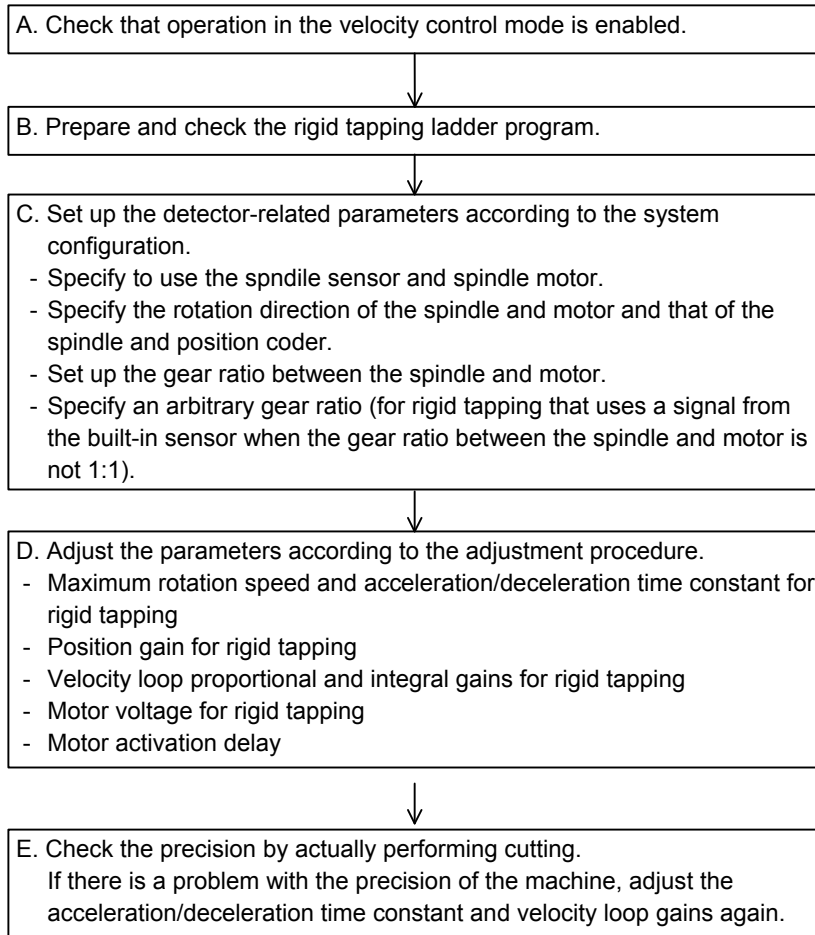 A. Check that operation in the velocity control mode is enabled.
B. Prepare and check the rigid tapping ladder program.
C. Set up the detector-related parameters according to the system
configuration.
- Specify to use the spndile sensor and spindle motor.
- Specify the rotation direction of the spindle and motor and that of the
spindle and position coder.
- Set up the gear ratio between the spindle and motor.
- Specify an arbitrary gear ratio (for rigid tapping that uses a signal from
the built-in sensor when the gear ratio between the spindle and motor is
not 1:1).
D. Adjust the parameters according to the adjustment procedure.
- Maximum rotation speed and acceleration/deceleration time constant for
rigid tapping
- Position gain for rigid tapping
- Velocity loop proportional and integral gains for rigid tapping
- Motor voltage for rigid tapping
- Motor activation delay
E. Check the precision by actually performing cutting.
If there is a problem with the precision of the machine, adjust the
acceleration/deceleration time constant and velocity loop gains again.